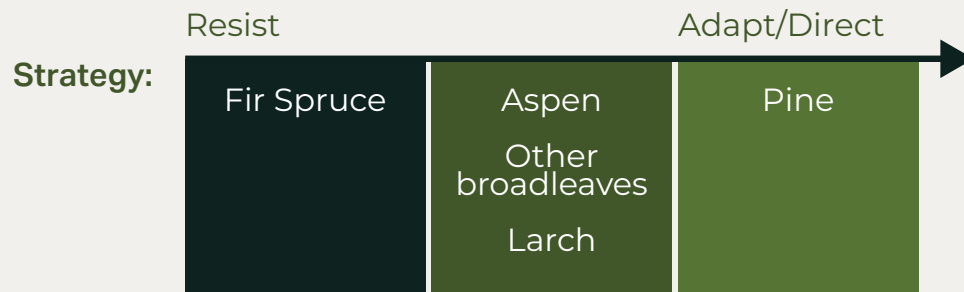 Resist
Adapt/Direct
Strategy:
Fir Spruce
Aspen
Other
broadleaves
Larch
Pine